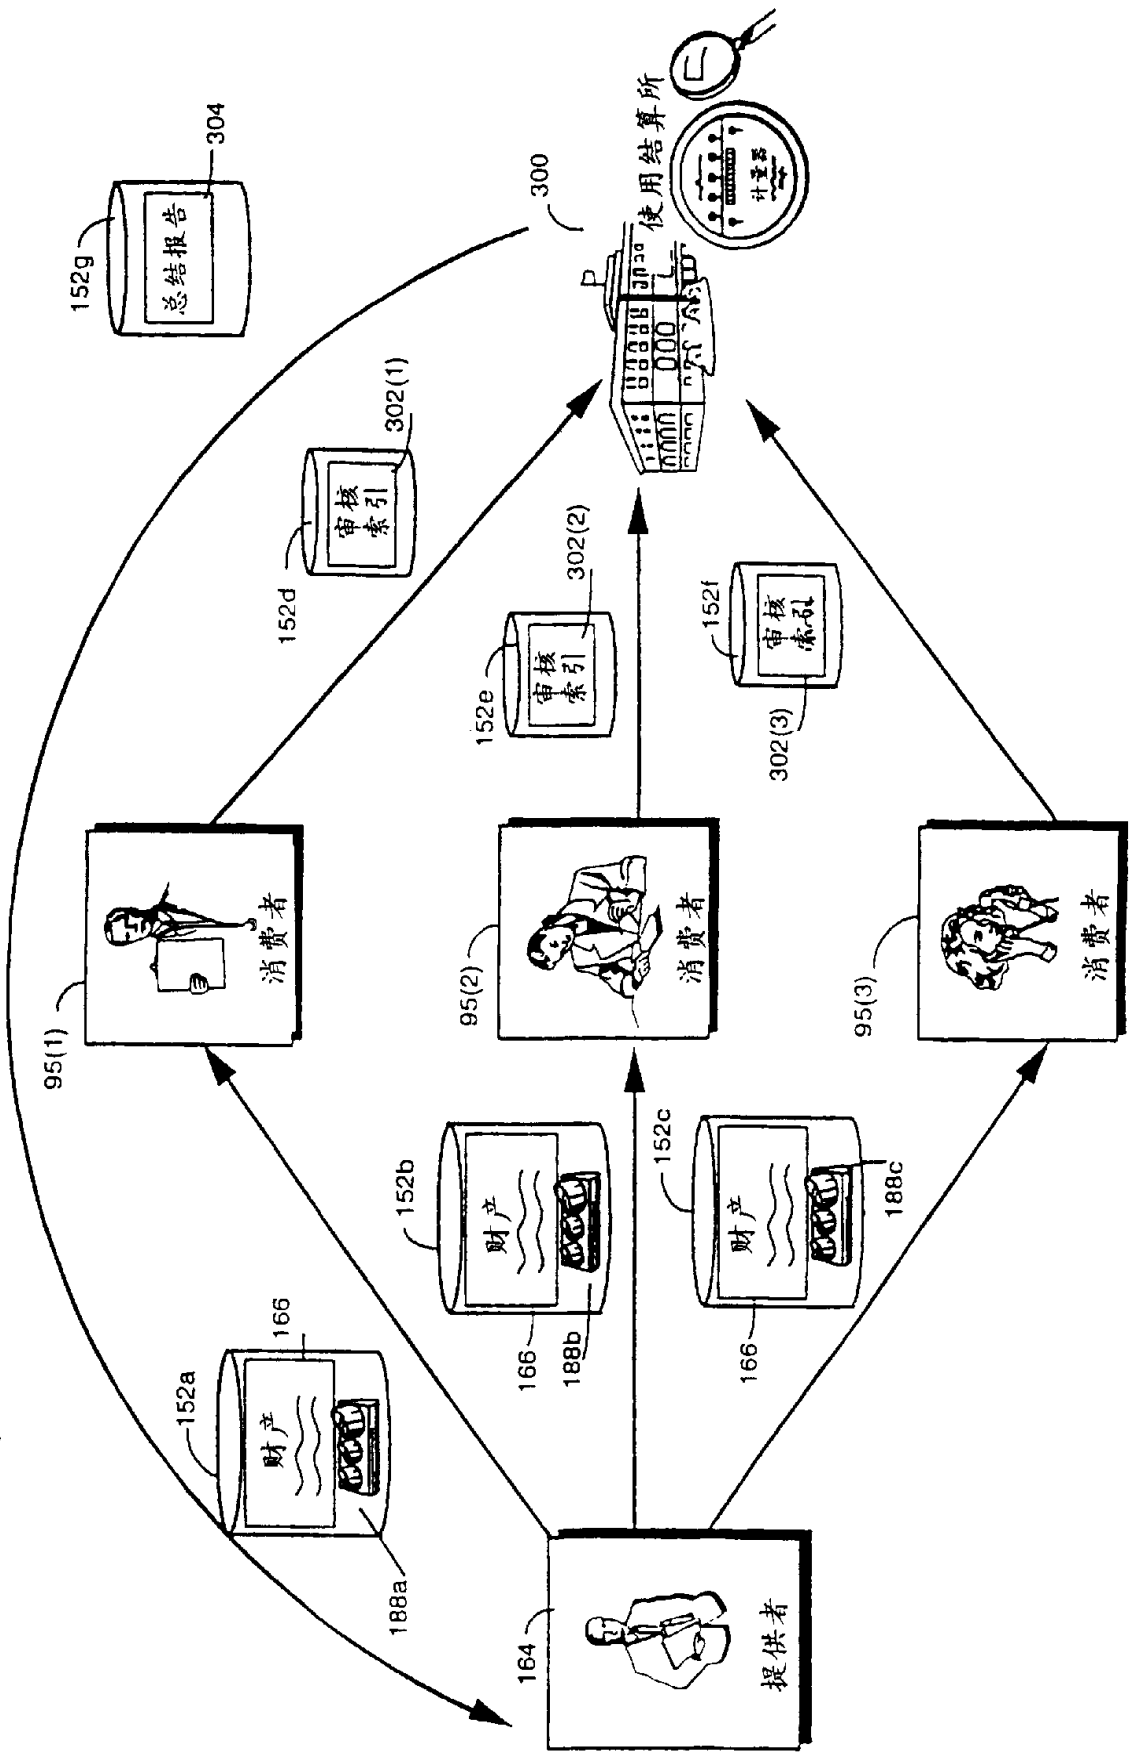 152g
总结报告
304
300
使用结算所
计量器
152d
审核
索引
302(1)
152e
审核
索引
302(2)
152f
审核
索引
302(3)
95(1)
消费者
95(2)
消费者
95(3)
消费者
152a
财产
166
188a
152b
财产
166
188b
152c
财产
166
188c
164
提供者